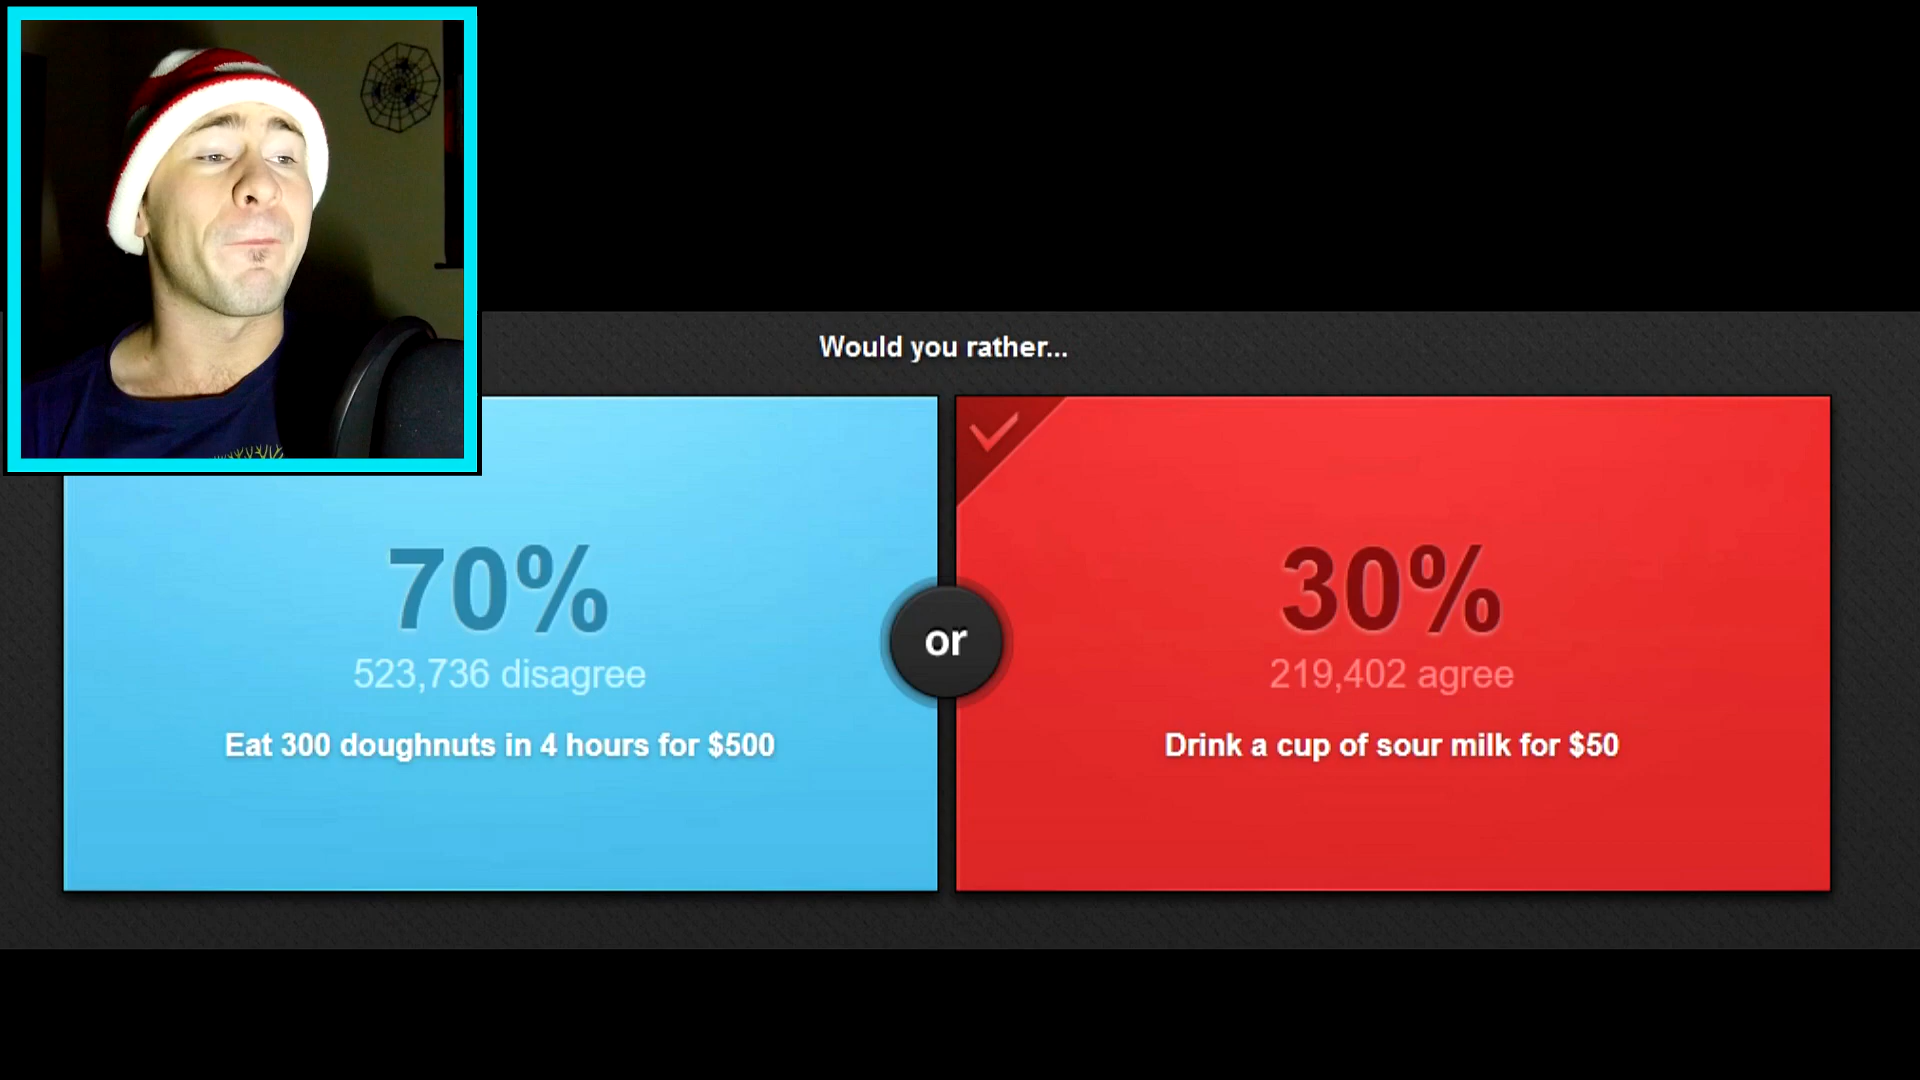 Would you rather...
70%
523,736 disagree
Eat 300 doughnuts in 4 hours for $500
or
30%
219,402 agree
Drink a cup of sour milk for $50